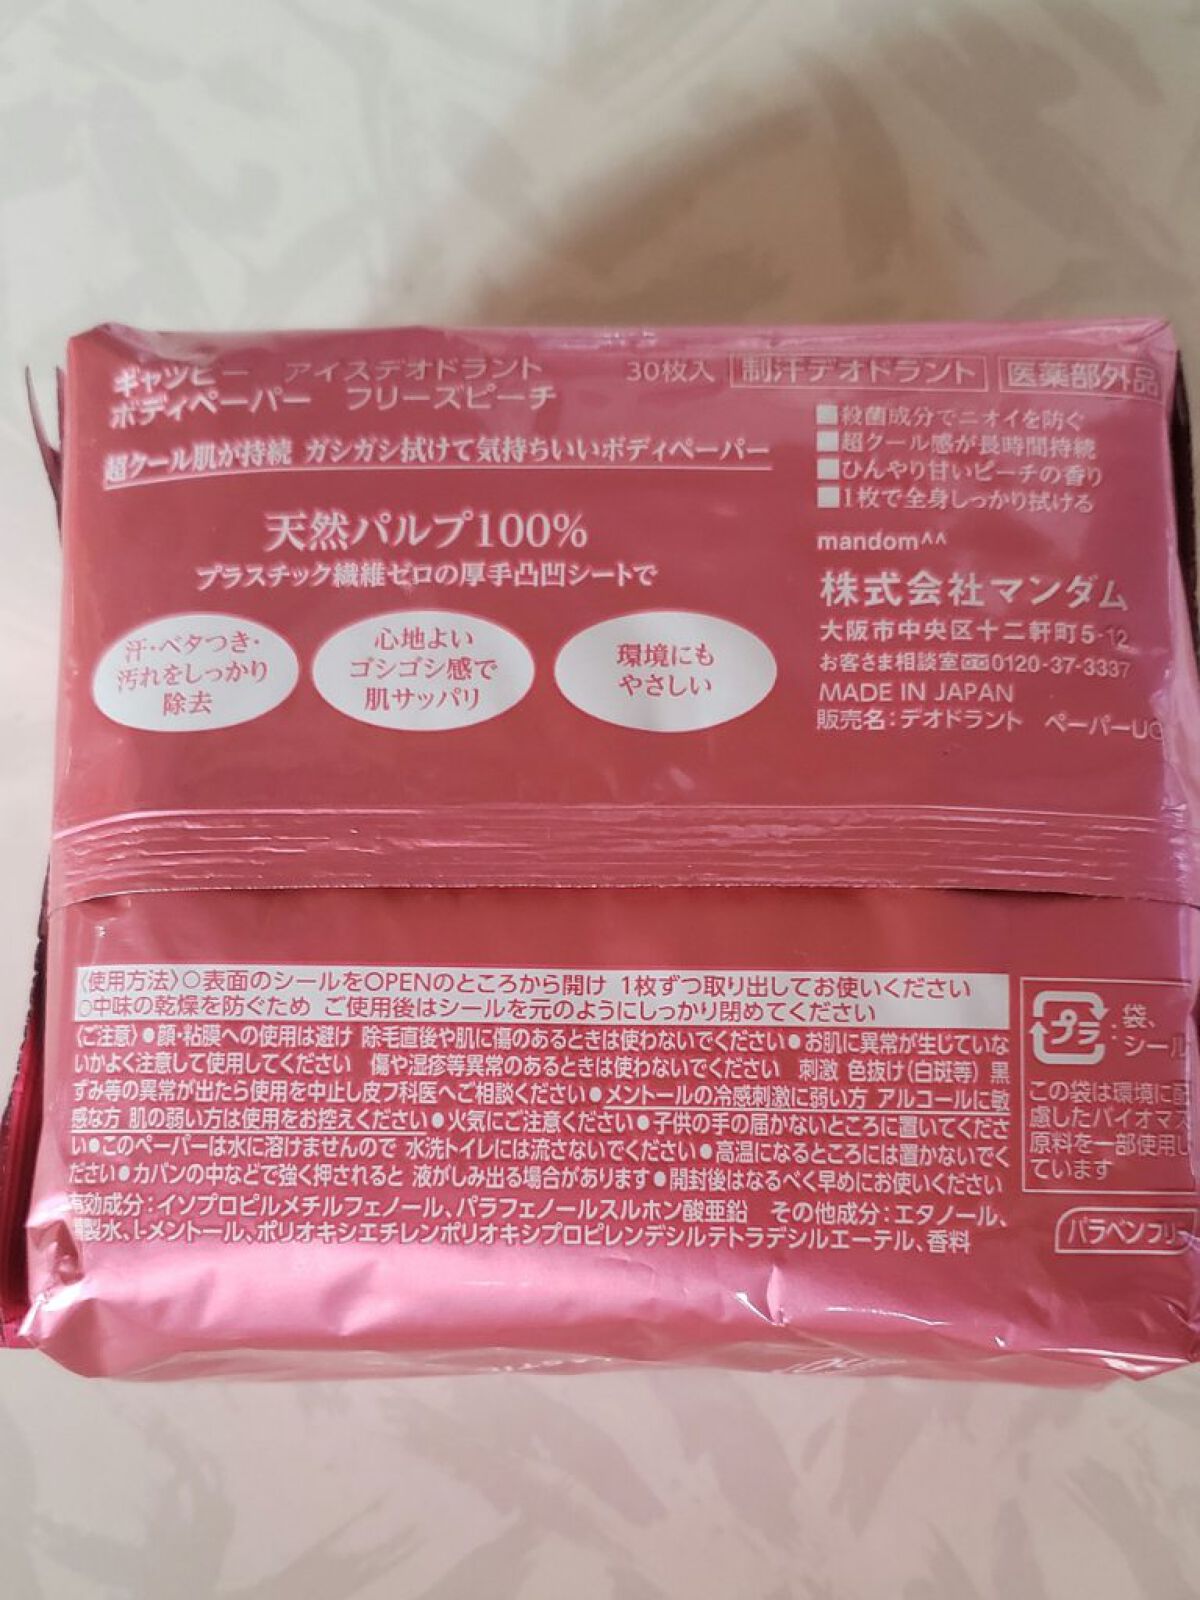 ギャツビー アイスデオドラント
ボディペーパー フリーズピーチ
30枚入 制汗デオドラント 医薬部外品
超クール肌が持続 ガシガシ拭けて気持ちいいボディペーパー
■殺菌成分でニオイを防ぐ
■超クール感が長時間持続
■ひんやり甘いピーチの香り
■1枚で全身しっかり拭ける
天然パルプ100%
プラスチック繊維ゼロの厚手凸凹シートで
汗・ベタつき・
汚れをしっかり
除去
心地よい
ゴシゴシ感で
肌サッパリ
環境にも
やさしい
mandom^^
株式会社マンダム
大阪市中央区十二軒町5-12
お客さま相談室 0120-37-3337
MADE IN JAPAN
販売名:デオドラント ペーパーU
〈使用方法〉○表面のシールをOPENのところから開け 1枚ずつ取り出してお使いください
○中味の乾燥を防ぐため ご使用後はシールを元のようにしっかり閉めてください
〈ご注意〉●顔・粘膜への使用は避け 除毛直後や肌に傷のあるときは使わないでください●お肌に異常が生じていな
いかよく注意して使用してください 傷や湿疹等異常のあるときは使わないでください 刺激 色抜け(白斑等) 黒
ずみ等の異常が出たら使用を中止し皮フ科医へご相談ください●メントールの冷感刺激に弱い方 アルコールに敏
感な方 肌の弱い方は使用をお控えください●火気にご注意ください●子供の手の届かないところに置いてくださ
い●このペーパーは水に溶けませんので 水洗トイレには流さないでください●高温になるところには置かないでく
ださい●カバンの中などで強く押されると 液がしみ出る場合があります●開封後はなるべく早めにお使いください
有効成分:イソプロピルメチルフェノール、パラフェノールスルホン酸亜鉛 その他成分:エタノール、
製水、l-メントール、ポリオキシエチレンポリオキシプロピレンデシルテトラデシルエーテル、香料
プラ
:袋、
シール
この袋は環境に配
慮したバイオマス
原料を一部使用し
ています
パラベンフリー